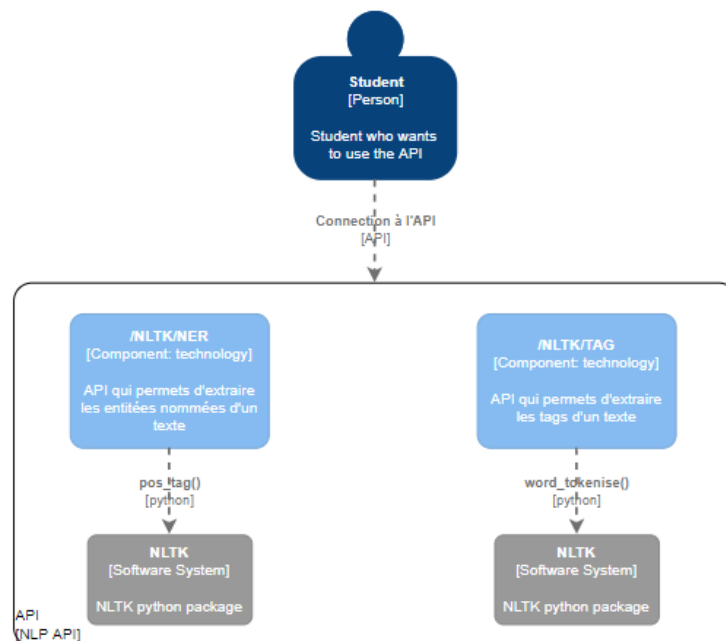 Student
[Person]
Student who wants
to use the API
Connection à l'API
[API]
/NLTK/NER
[Component: technology]
API qui permets d'extraire
les entitées nommées d'un
texte
/NLTK/TAG
[Component: technology]
API qui permets d'extraire
les tags d'un texte
pos_tag()
[python]
word_tokenise()
[python]
NLTK
[Software System]
NLTK python package
NLTK
[Software System]
NLTK python package
API
[NLP API]